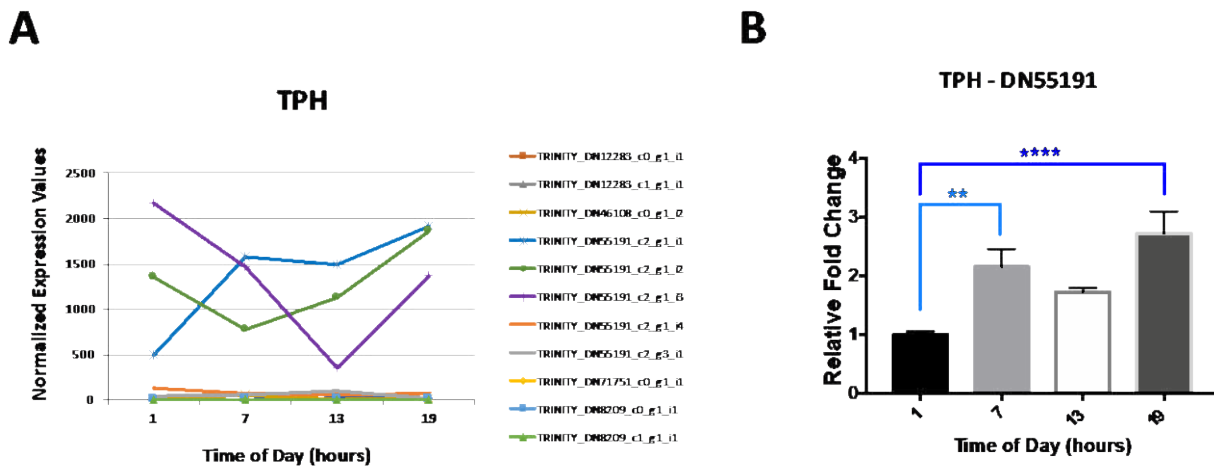 A
TPH
Normalized Expression Values
2500
2000
1500
1000
500
0
1 7 13 19
Time of Day (hours)
TRINITY_DN12283_c0_g1_i1
TRINITY_DN12283_c1_g1_i1
TRINITY_DN46108_c0_g1_i2
TRINITY_DN55191_c2_g1_i1
TRINITY_DN55191_c2_g1_i2
TRINITY_DN55191_c2_g1_i3
TRINITY_DN55191_c2_g1_i4
TRINITY_DN55191_c2_g3_i1
TRINITY_DN71751_c0_g1_i1
TRINITY_DN8209_c0_g1_i1
TRINITY_DN8209_c1_g1_i1
B
TPH - DN55191
Relative Fold Change
4
3
2
1
0
****
**
1 7 13 19
Time of Day (hours)